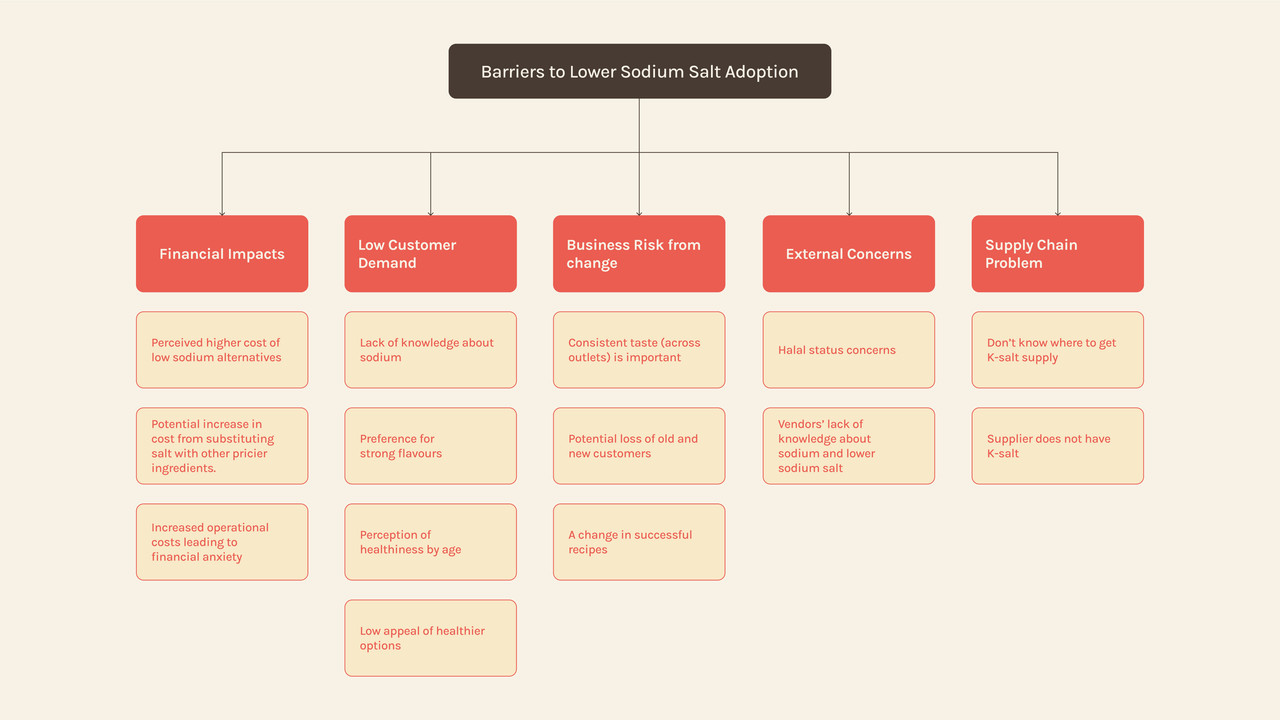 Barriers to Lower Sodium Salt Adoption
Financial Impacts
Perceived higher cost of
low sodium alternatives
Potential increase in
cost from substituting
salt with other pricier
ingredients.
Increased operational
costs leading to
financial anxiety
Low Customer
Demand
Lack of knowledge about
sodium
Preference for
strong flavours
Perception of
healthiness by age
Low appeal of healthier
options
Business Risk from
change
Consistent taste (across
outlets) is important
Potential loss of old and
new customers
A change in successful
recipes
External Concerns
Halal status concerns
Vendors’ lack of
knowledge about
sodium and lower
sodium salt
Supply Chain
Problem
Don’t know where to get
K-salt supply
Supplier does not have
K-salt